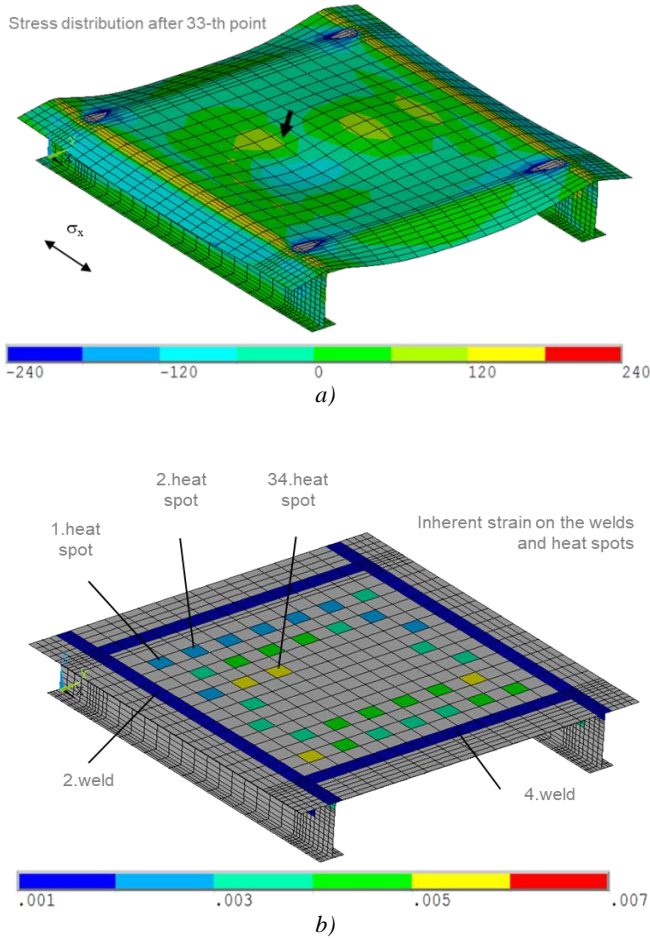 Stress distribution after 33-th point
σx
-240 -120 0 120 240
a)
2.heat 34.heat
spot spot
1.heat
spot
Inherent strain on the welds
and heat spots
2.weld
4.weld
.001 .003 .005 .007
b)